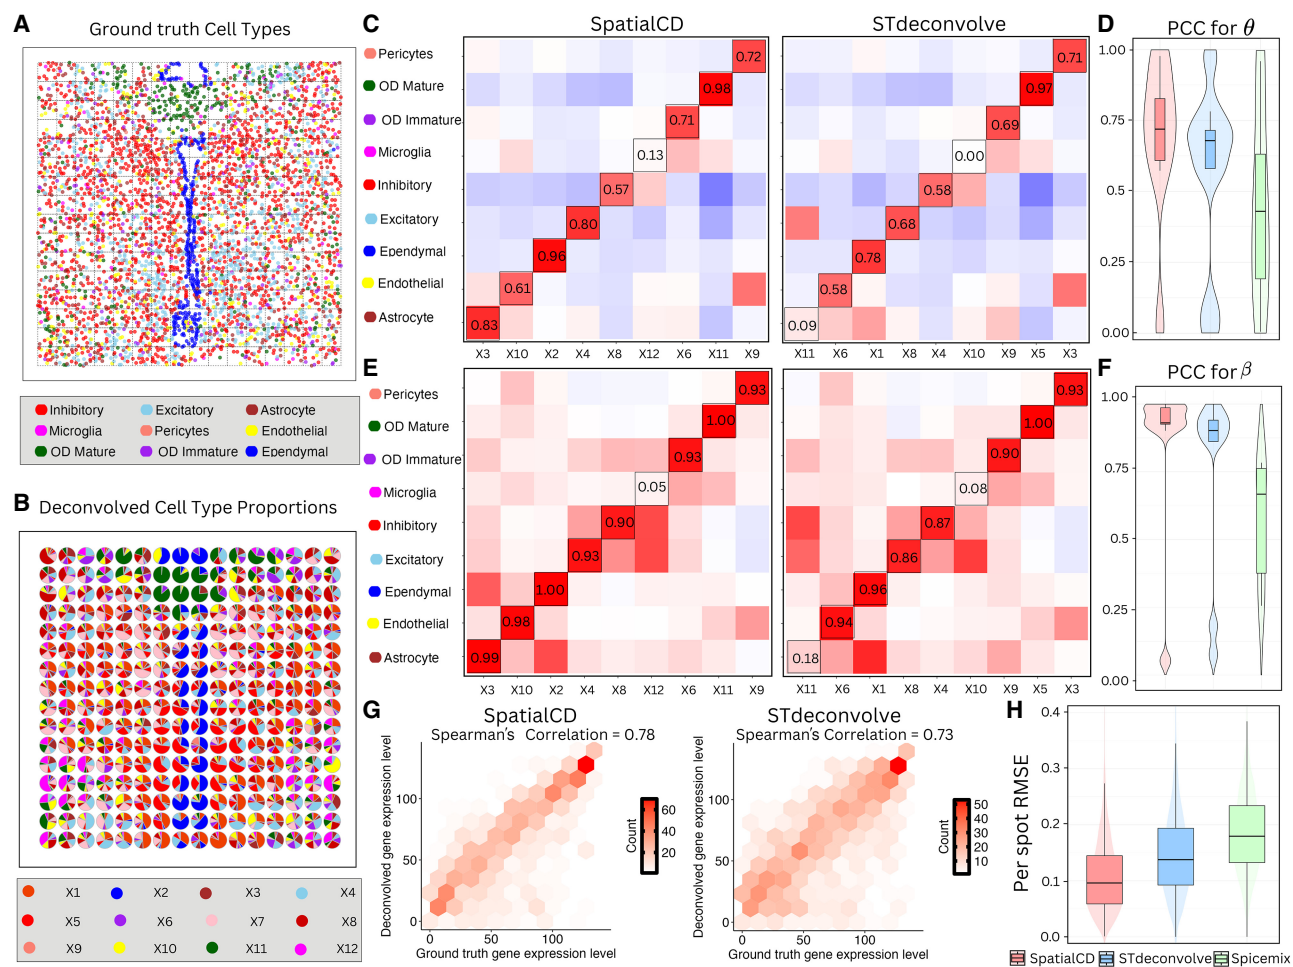 A
Ground truth Cell Types
Inhibitory Excitatory Astrocyte
Microglia Pericytes Endothelial
OD Mature OD Immature Ependymal
B
Deconvolved Cell Type Proportions
X1 X2 X3 X4
X5 X6 X7 X8
X9 X10 X11 X12
C
SpatialCD
Pericytes
OD Mature
OD Immature
Microglia
Inhibitory
Excitatory
Ependymal
Endothelial
Astrocyte
0.72
0.98
0.71
0.13
0.57
0.80
0.96
0.61
0.83
X3 X10 X2 X4 X8 X12 X6 X11 X9
STdeconvolve
0.71
0.97
0.69
0.00
0.58
0.68
0.78
0.58
0.09
X11 X6 X1 X8 X4 X10 X9 X5 X3
D
PCC for θ
1.00
0.75
0.5
0.25
0.00
E
Pericytes
OD Mature
OD Immature
Microglia
Inhibitory
Excitatory
Ependymal
Endothelial
Astrocyte
0.93
1.00
0.93
0.05
0.90
0.93
1.00
0.98
0.99
X3 X10 X2 X4 X8 X12 X6 X11 X9
0.93
1.00
0.90
0.08
0.87
0.86
0.96
0.94
0.18
X11 X6 X1 X8 X4 X10 X9 X5 X3
F
PCC for β
1.00
0.75
0.5
0.25
0.00
G
SpatialCD
Spearman's Correlation = 0.78
Deconvolved gene expression level
100
50
0
0 50 100
Ground truth gene expression level
Count
60
40
20
STdeconvolve
Spearman's Correlation = 0.73
Deconvolved gene expression level
100
50
0
0 50 100
Ground truth gene expression level
Count
50
40
30
20
10
H
Per spot RMSE
0.4
0.3
0.2
0.1
0.0
SpatialCD STdeconvolve Spicemix